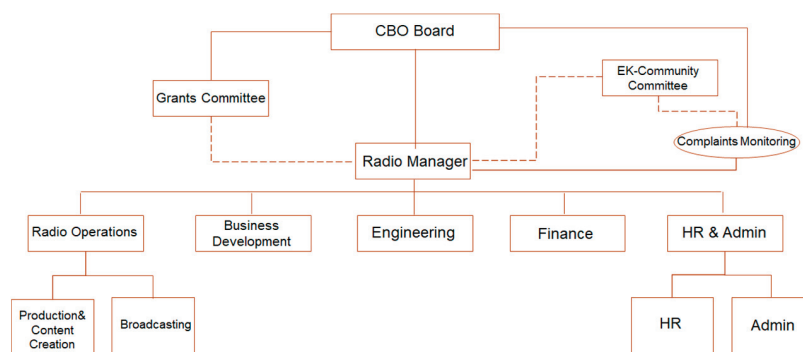 CBO Board
EK-Community
Committee
Grants Committee
Complaints Monitoring
Radio Manager
Radio Operations
Business
Development
Engineering
Finance
HR & Admin
Production&
Content
Creation
Broadcasting
HR
Admin